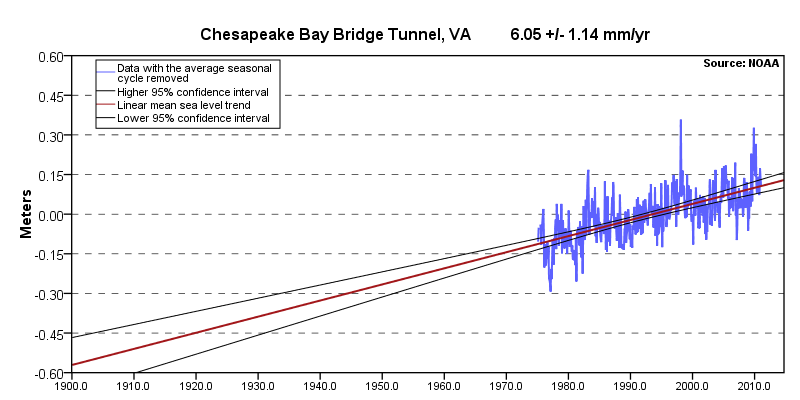 Chesapeake Bay Bridge Tunnel, VA 6.05 +/- 1.14 mm/yr
Source: NOAA
Data with the average seasonal
cycle removed
Higher 95% confidence interval
Linear mean sea level trend
Lower 95% confidence interval
Meters
0.60
0.45
0.30
0.15
0.00
-0.15
-0.30
-0.45
-0.60
1900.0 1910.0 1920.0 1930.0 1940.0 1950.0 1960.0 1970.0 1980.0 1990.0 2000.0 2010.0